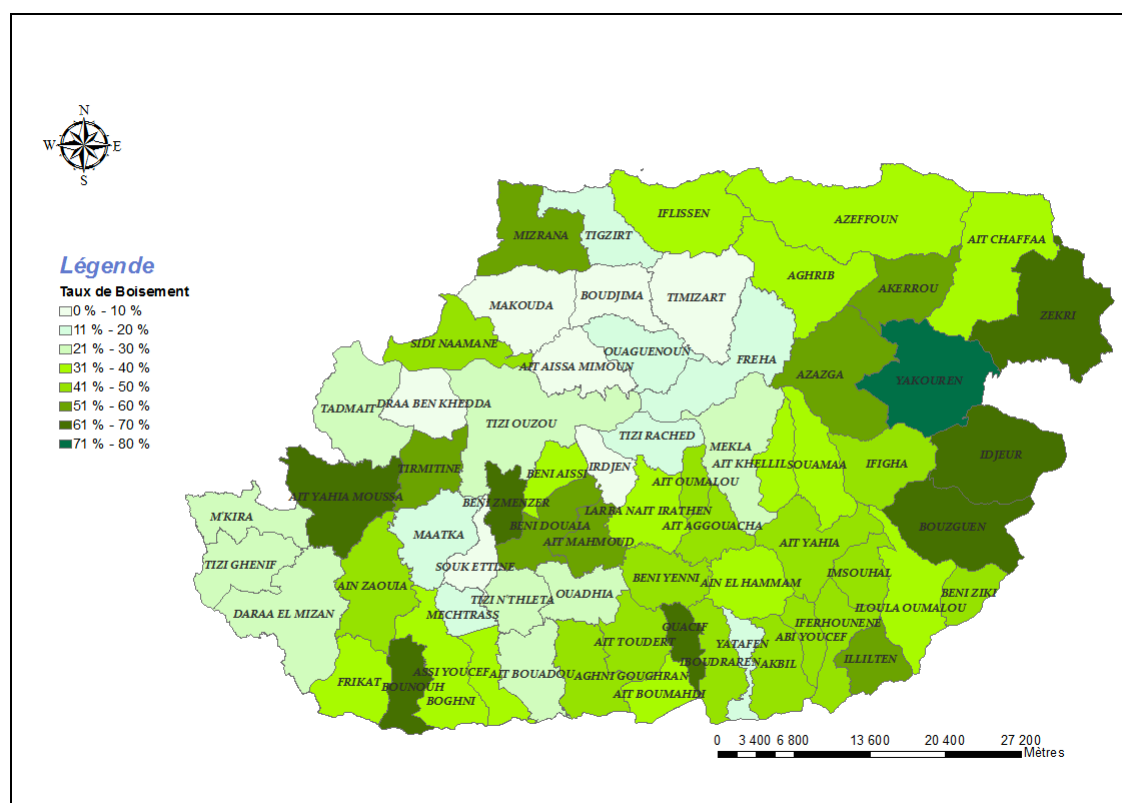 N
W
E
S
Légende
Taux de Boisement
0 % - 10 %
11 % - 20 %
21 % - 30 %
31 % - 40 %
41 % - 50 %
51 % - 60 %
61 % - 70 %
71 % - 80 %
IFLISSEN
AZEFFOUN
MIZRANA
TIGZIRT
AIT CHAFFAA
AGHRIB
AKERROU
MAKOUDA
BOUDJIMA
TIMIZART
ZEKRI
SIDI NAAMANE
OUAGUENOUN
FREHA
AIT AISSA MIMOUN
AZAZGA
YAKOUREN
DRAA BEN KHEDDA
TADMAIT
TIZI OUZOU
TIZI RACHED
MEKLA
TIRMITINE
BENI AISSI
IRDJEN
AIT KHELLIL
SOUAMAA
IFIGHA
IDJEUR
AIT OUMALOU
AIT YAHIA MOUSSA
BENI ZMENZER
LARBA NAIT IRATHEN
BOUZGUEN
M'KIRA
MAATKA
BENI DOUALA
AIT AGGOUACHA
AIT MAHMOUD
AIT YAHIA
TIZI GHENIF
SOUK ETTINE
IMSOUHAL
AIN ZAOUIA
BENI YENNI
AIN EL HAMMAM
OUADHIA
BENI ZIKI
TIZI N'THLETA
ILOULA OUMALOU
DARAA EL MIZAN
MECHTRASS
IFERHOUNENE
GUACIF
ABI YOUCEF
AIT TOUDERT
YATAFEN
ILLILTEN
IBOUDRAREN
AKBIL
ASSI YOUCEF
AIT BOUADOU
AGHNI GOUGHRAN
FRIKAT
BOUNOUH
BOGHNI
AIT BOUMAHDI
0 3 400 6 800 13 600 20 400 27 200
Mètres